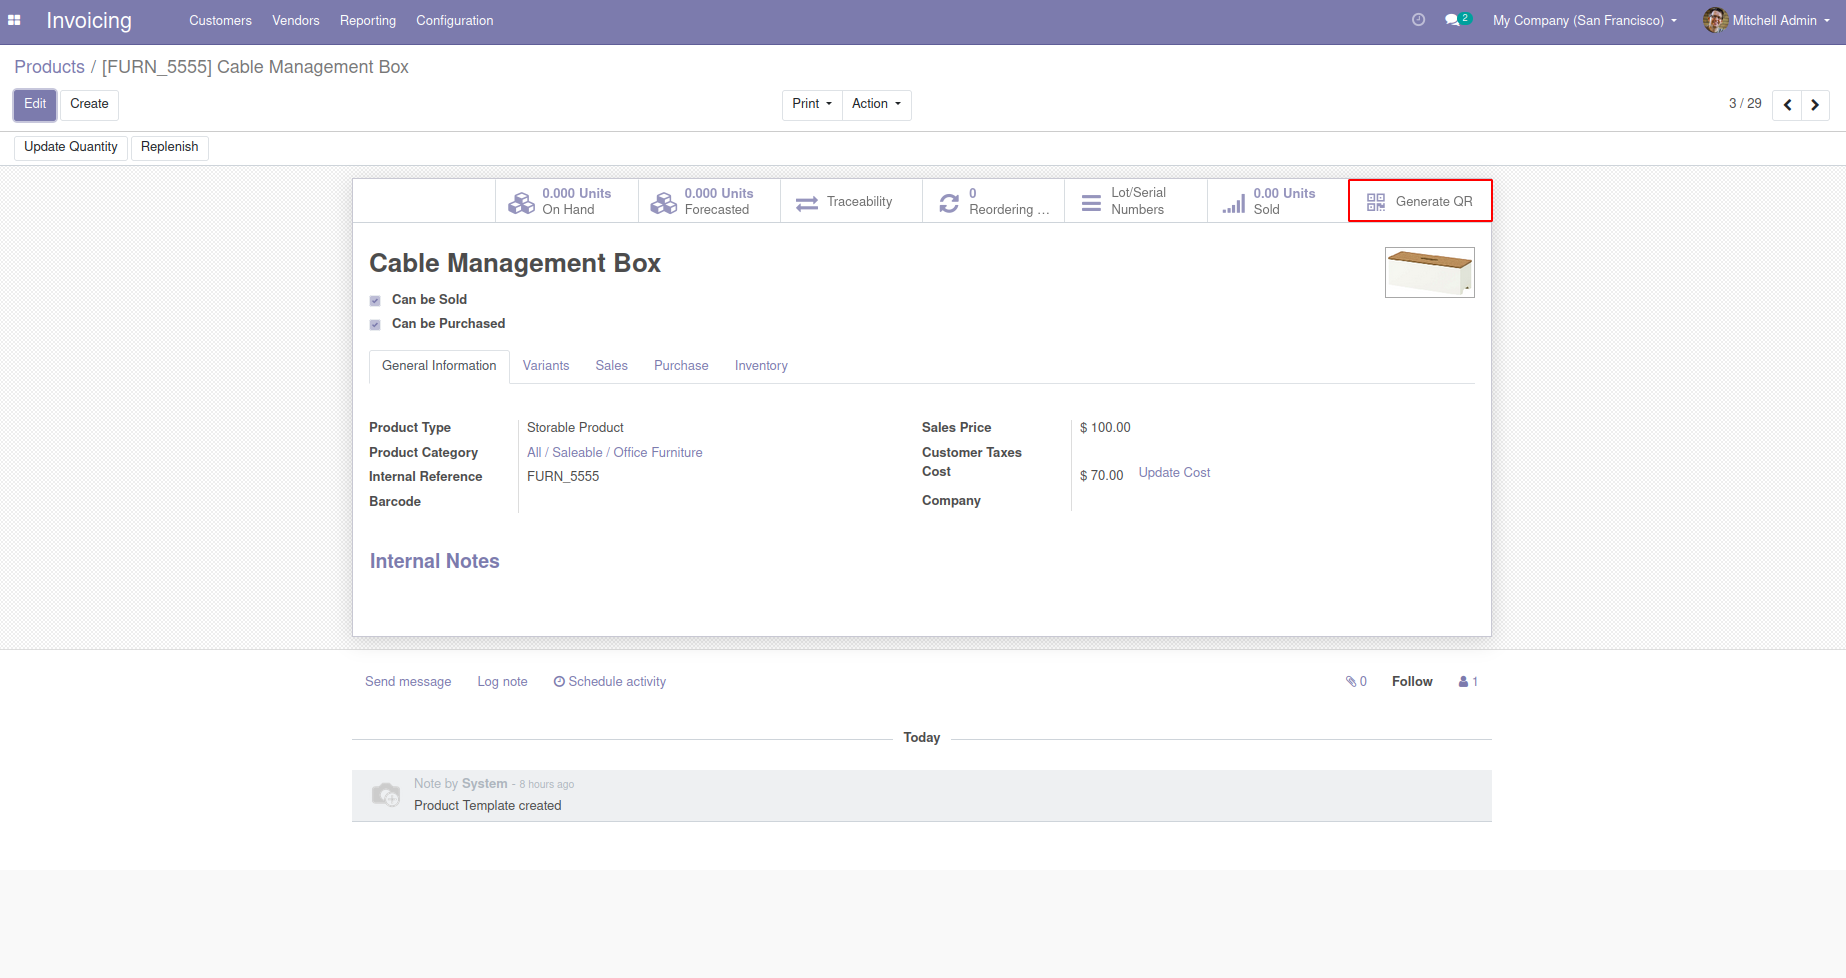 Invoicing Customers Vendors Reporting Configuration 2 My Company (San Francisco) Mitchell Admin
Products / [FURN_5555] Cable Management Box
Edit Create Print Action 3 / 29
Update Quantity Replenish
0.000 Units
On Hand
0.000 Units
Forecasted
Traceability
0
Reordering ...
Lot/Serial
Numbers
0.00 Units
Sold
Generate QR
Cable Management Box
Can be Sold
Can be Purchased
General Information Variants Sales Purchase Inventory
Product Type Storable Product
Product Category All / Saleable / Office Furniture
Internal Reference FURN_5555
Barcode
Sales Price $ 100.00
Customer Taxes
Cost $ 70.00 Update Cost
Company
Internal Notes
Send message Log note Schedule activity 0 Follow 1
Today
Note by System - 8 hours ago
Product Template created